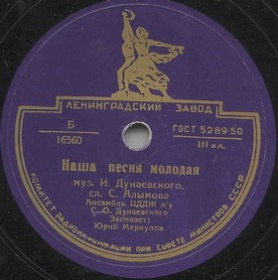 ЛЕНИНГРАДСКИЙ ЗАВОД
Б
16560
ГОСТ 5289-50
III кл.
Наша песня молодая
муз. И. Дунаевского,
сл. С. Алымова
Ансамбль ЦДДЖ п/у
С. О. Дунаевского
Запевает:
Юрий Меркулов
КОМИТЕТ РАДИОИНФОРМАЦИИ ПРИ СОВЕТЕ МИНИСТРОВ СССР